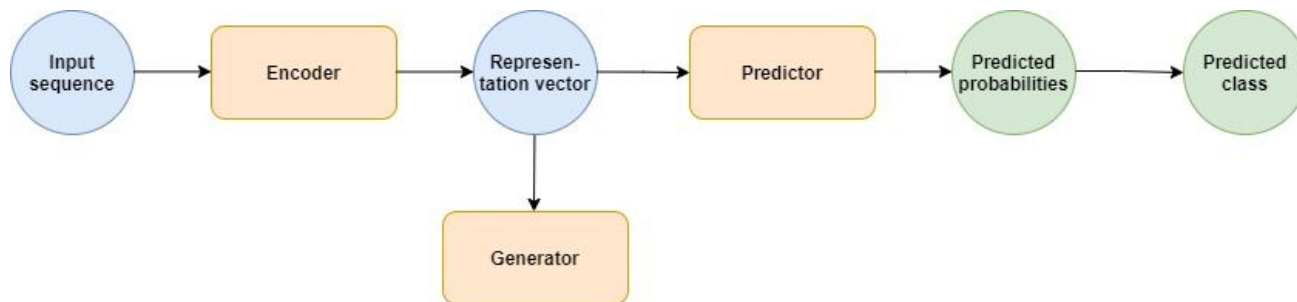 Input
sequence
Encoder
Represen-
tation vector
Predictor
Predicted
probabilities
Predicted
class
Generator